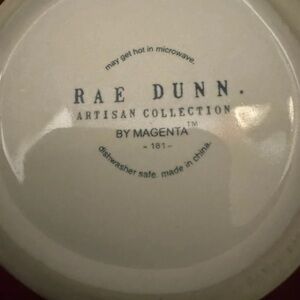 may get hot in microwave.
RAE DUNN.
ARTISAN COLLECTION
BY MAGENTA™
- 181 -
dishwasher safe. made in china.